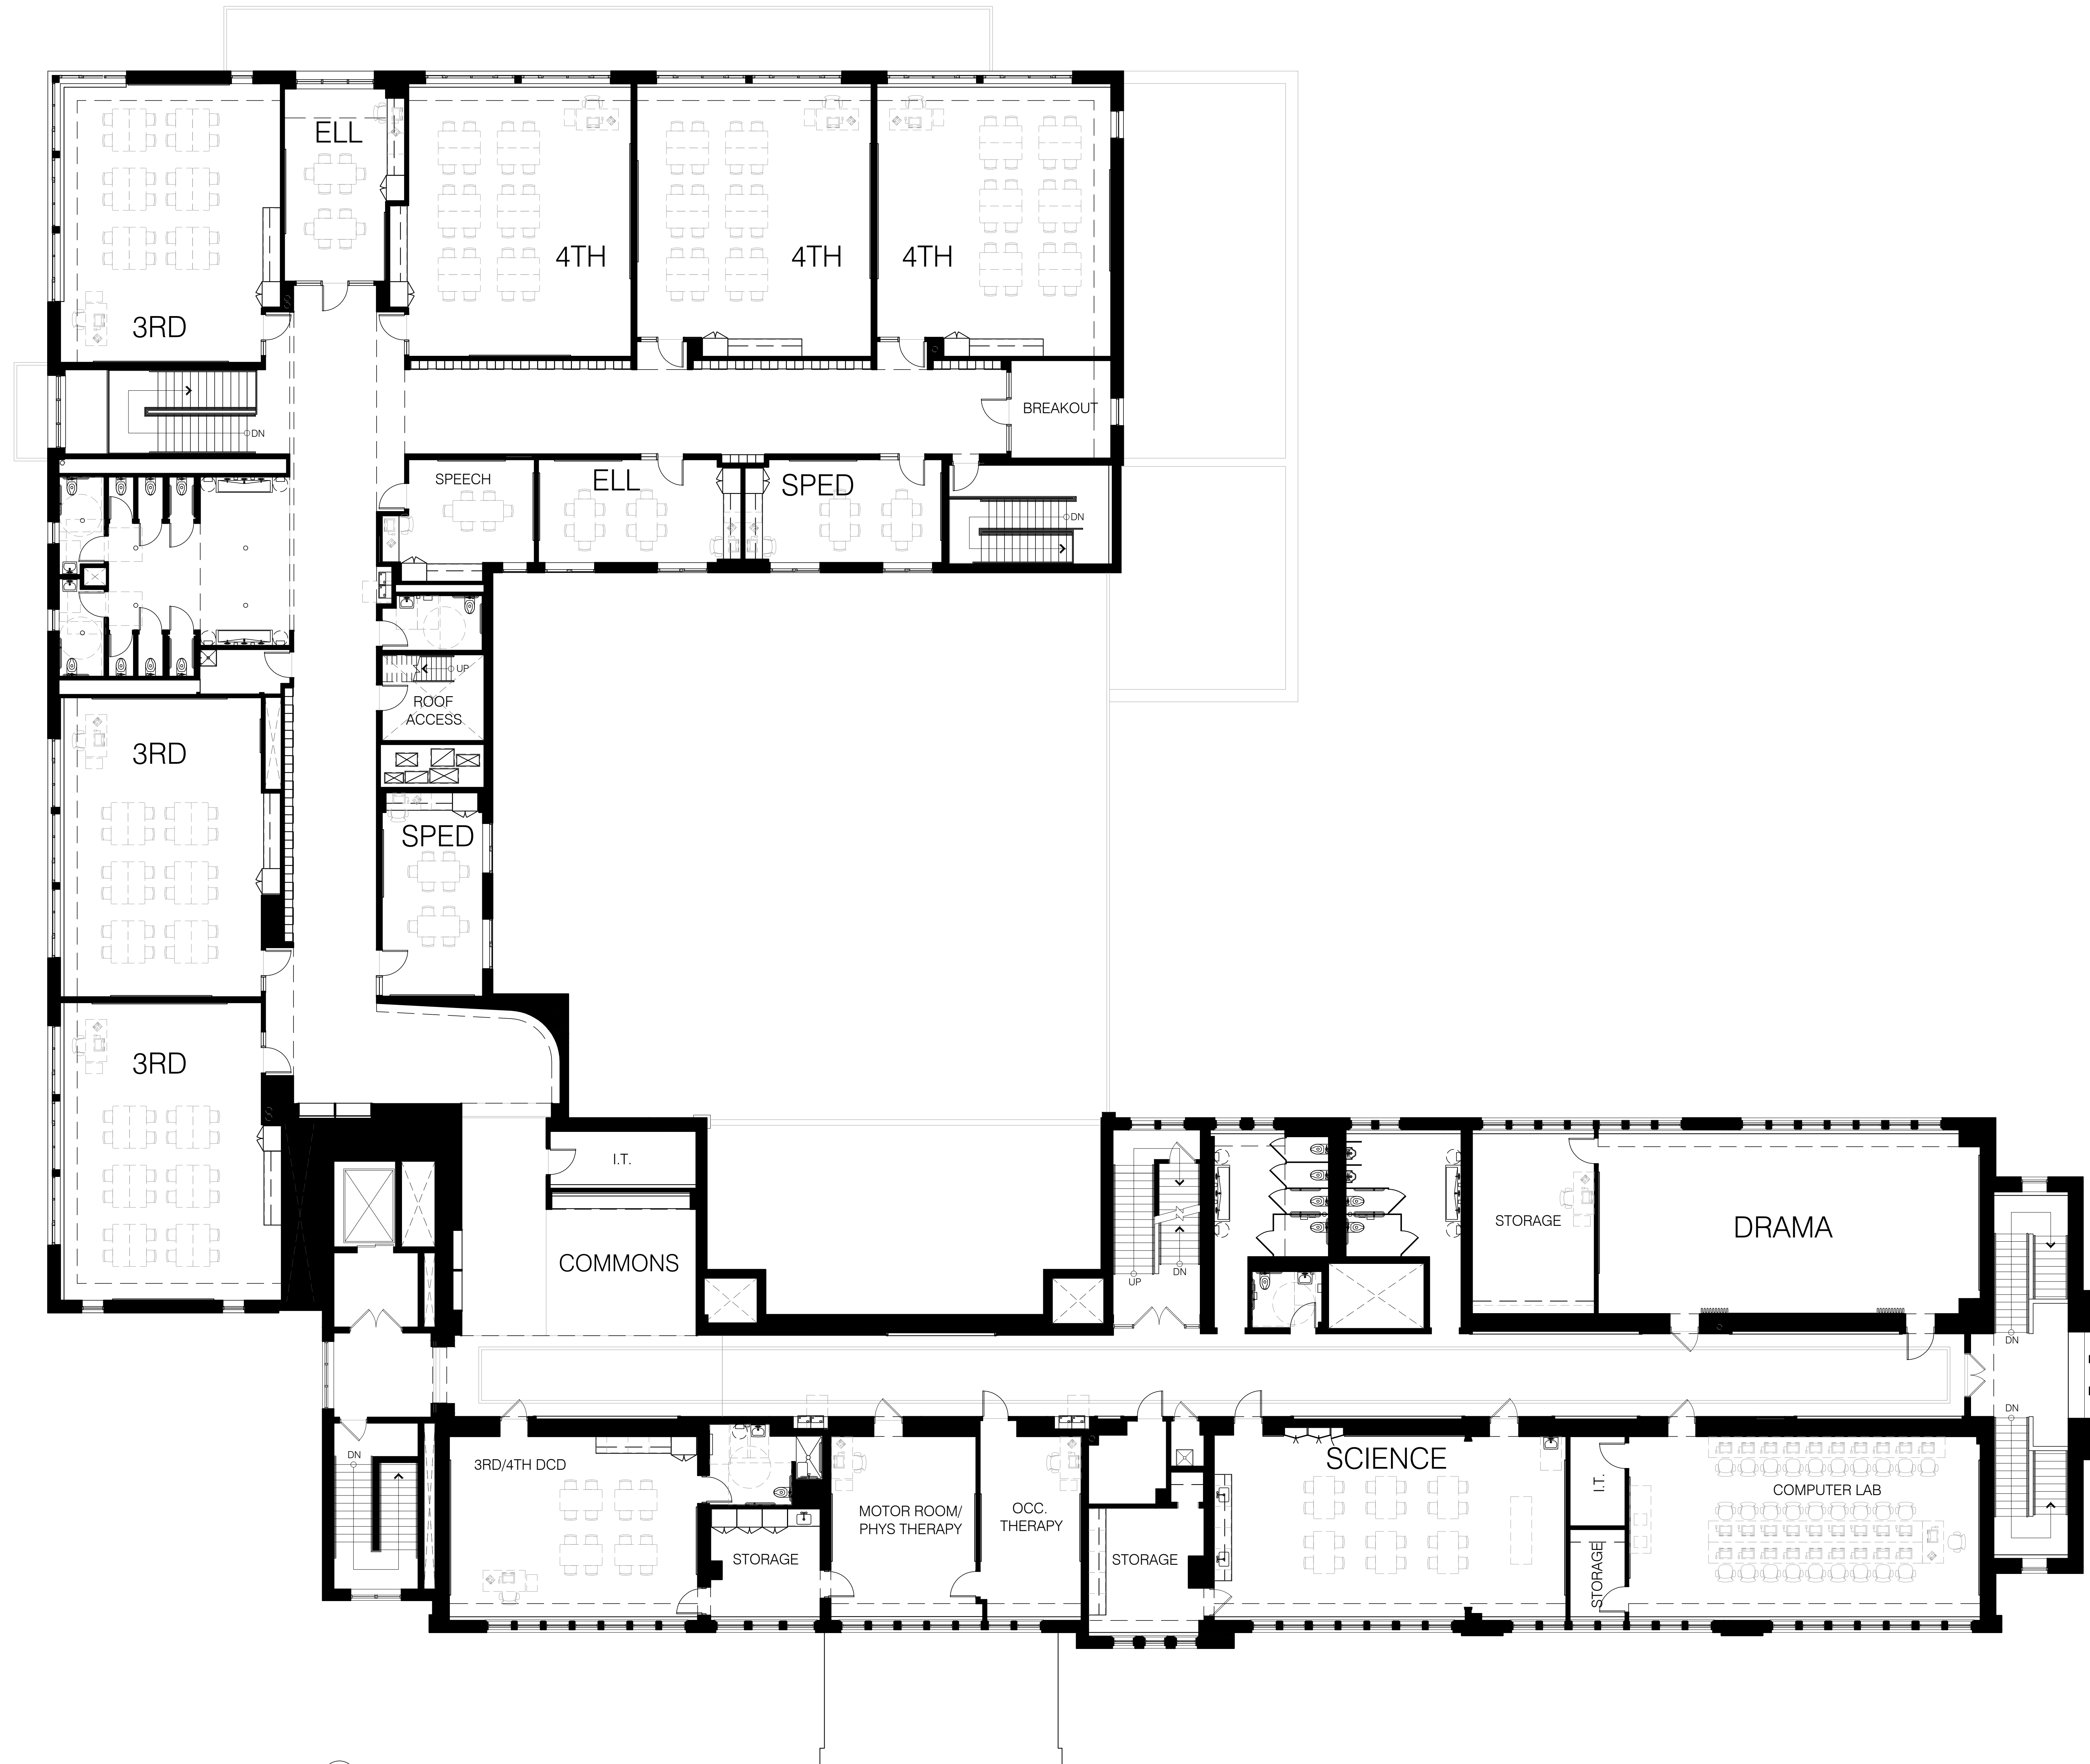 ELL
4TH
4TH
4TH
3RD
BREAKOUT
DN
SPEECH
ELL
SPED
DN
UP
ROOF
ACCESS
3RD
SPED
3RD
I.T.
COMMONS
STORAGE
DRAMA
UP
DN
DN
DN
DN
3RD/4TH DCD
SCIENCE
I.T.
COMPUTER LAB
MOTOR ROOM/
PHYS THERAPY
OCC.
THERAPY
STORAGE
STORAGE
STORAGE